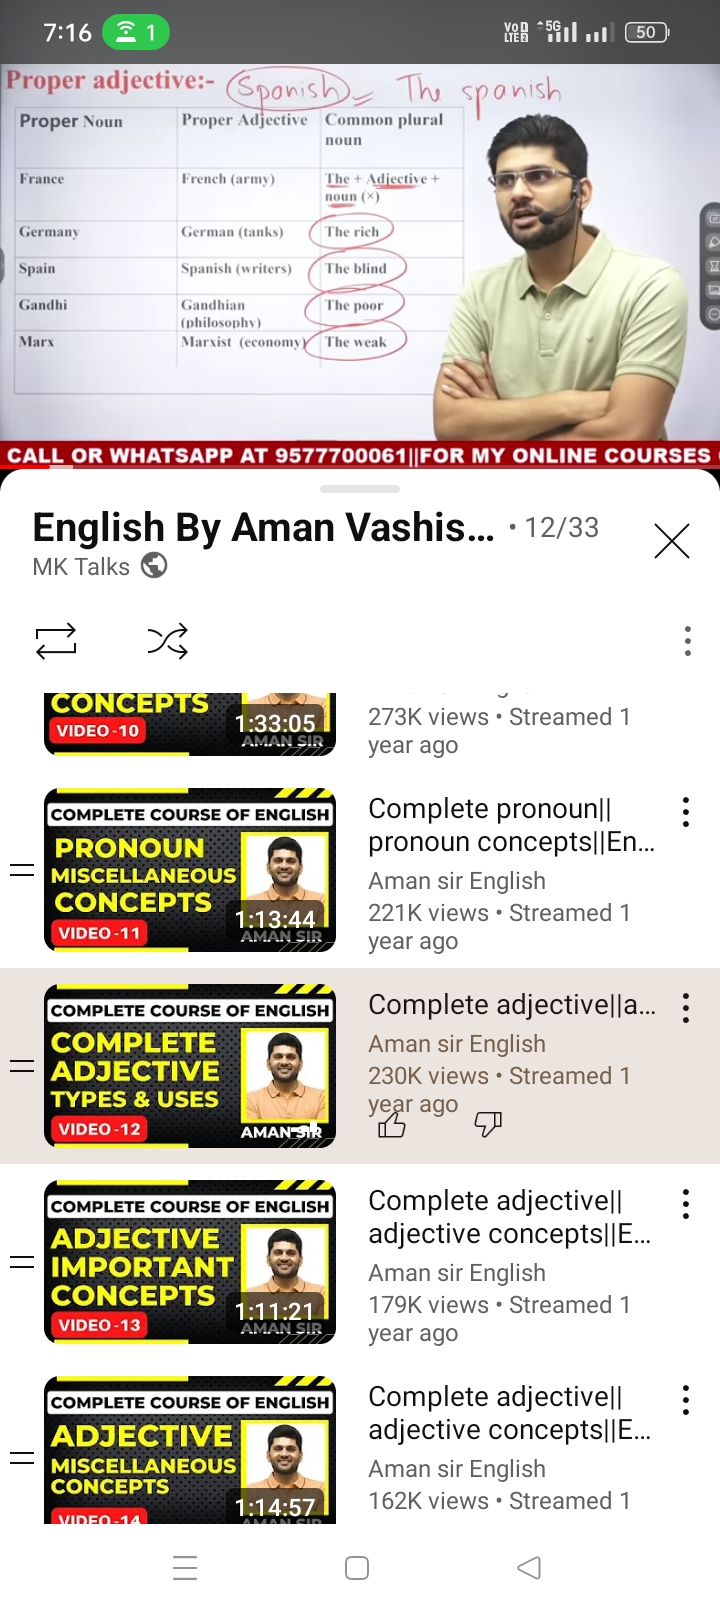 7:16 1 VoD LTE2 5G 50
Proper adjective:- Spanish = The spanish
Proper Noun Proper Adjective Common plural
noun
France French (army) The + Adjective +
noun (×)
Germany German (tanks) The rich
Spain Spanish (writers) The blind
Gandhi Gandhian The poor
(philosophy)
Marx Marxist (economy) The weak
CALL OR WHATSAPP AT 9577700061||FOR MY ONLINE COURSES
English By Aman Vashis... • 12/33
MK Talks
CONCEPTS
VIDEO-10
1:33:05
AMAN SIR
273K views • Streamed 1
year ago
COMPLETE COURSE OF ENGLISH
PRONOUN
MISCELLANEOUS
CONCEPTS
VIDEO-11
1:13:44
AMAN SIR
Complete pronoun||
pronoun concepts||En...
Aman sir English
221K views • Streamed 1
year ago
COMPLETE COURSE OF ENGLISH
COMPLETE
ADJECTIVE
TYPES & USES
VIDEO-12
AMAN SIR
Complete adjective||a...
Aman sir English
230K views • Streamed 1
year ago
COMPLETE COURSE OF ENGLISH
ADJECTIVE
IMPORTANT
CONCEPTS
VIDEO-13
1:11:21
AMAN SIR
Complete adjective||
adjective concepts||E...
Aman sir English
179K views • Streamed 1
year ago
COMPLETE COURSE OF ENGLISH
ADJECTIVE
MISCELLANEOUS
CONCEPTS
VIDEO-14
1:14:57
AMAN SIR
Complete adjective||
adjective concepts||E...
Aman sir English
162K views • Streamed 1